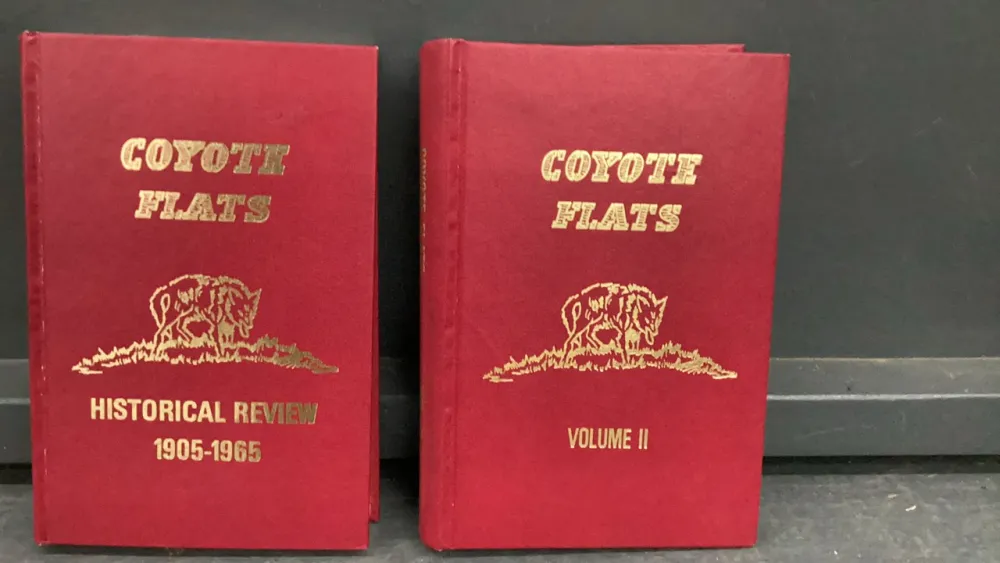 COYOTE
FLATS
HISTORICAL REVIEW
1905-1965
COYOTE
FLATS
VOLUME II